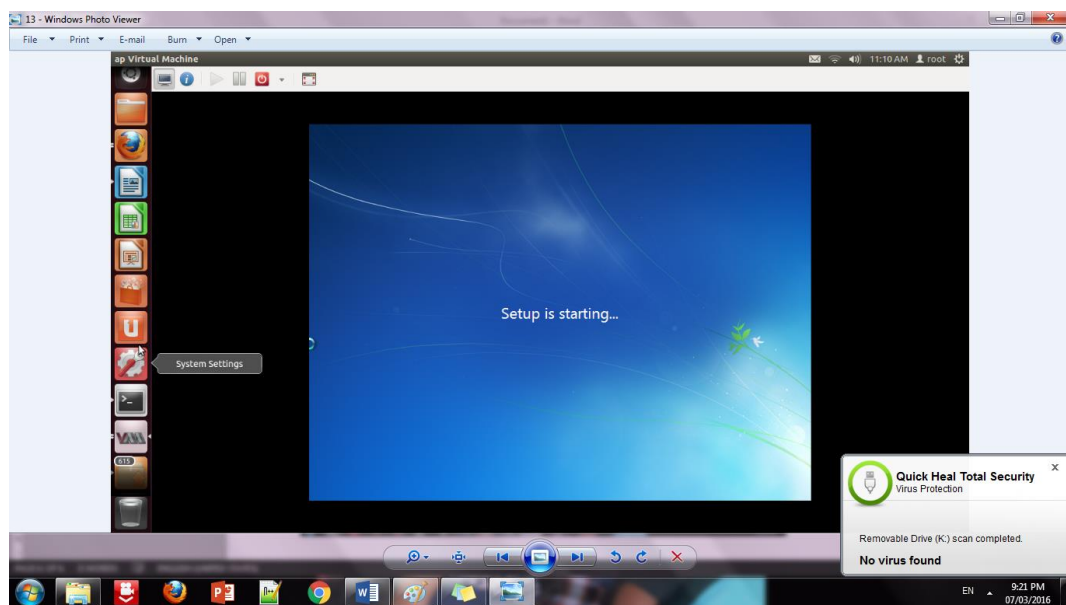 13 - Windows Photo Viewer
File Print E-mail Burn Open
ap Virtual Machine
11:10 AM root
Setup is starting...
System Settings
615
Quick Heal Total Security
Virus Protection
Removable Drive (K:) scan completed.
No virus found
EN 9:21 PM
07/03/2016